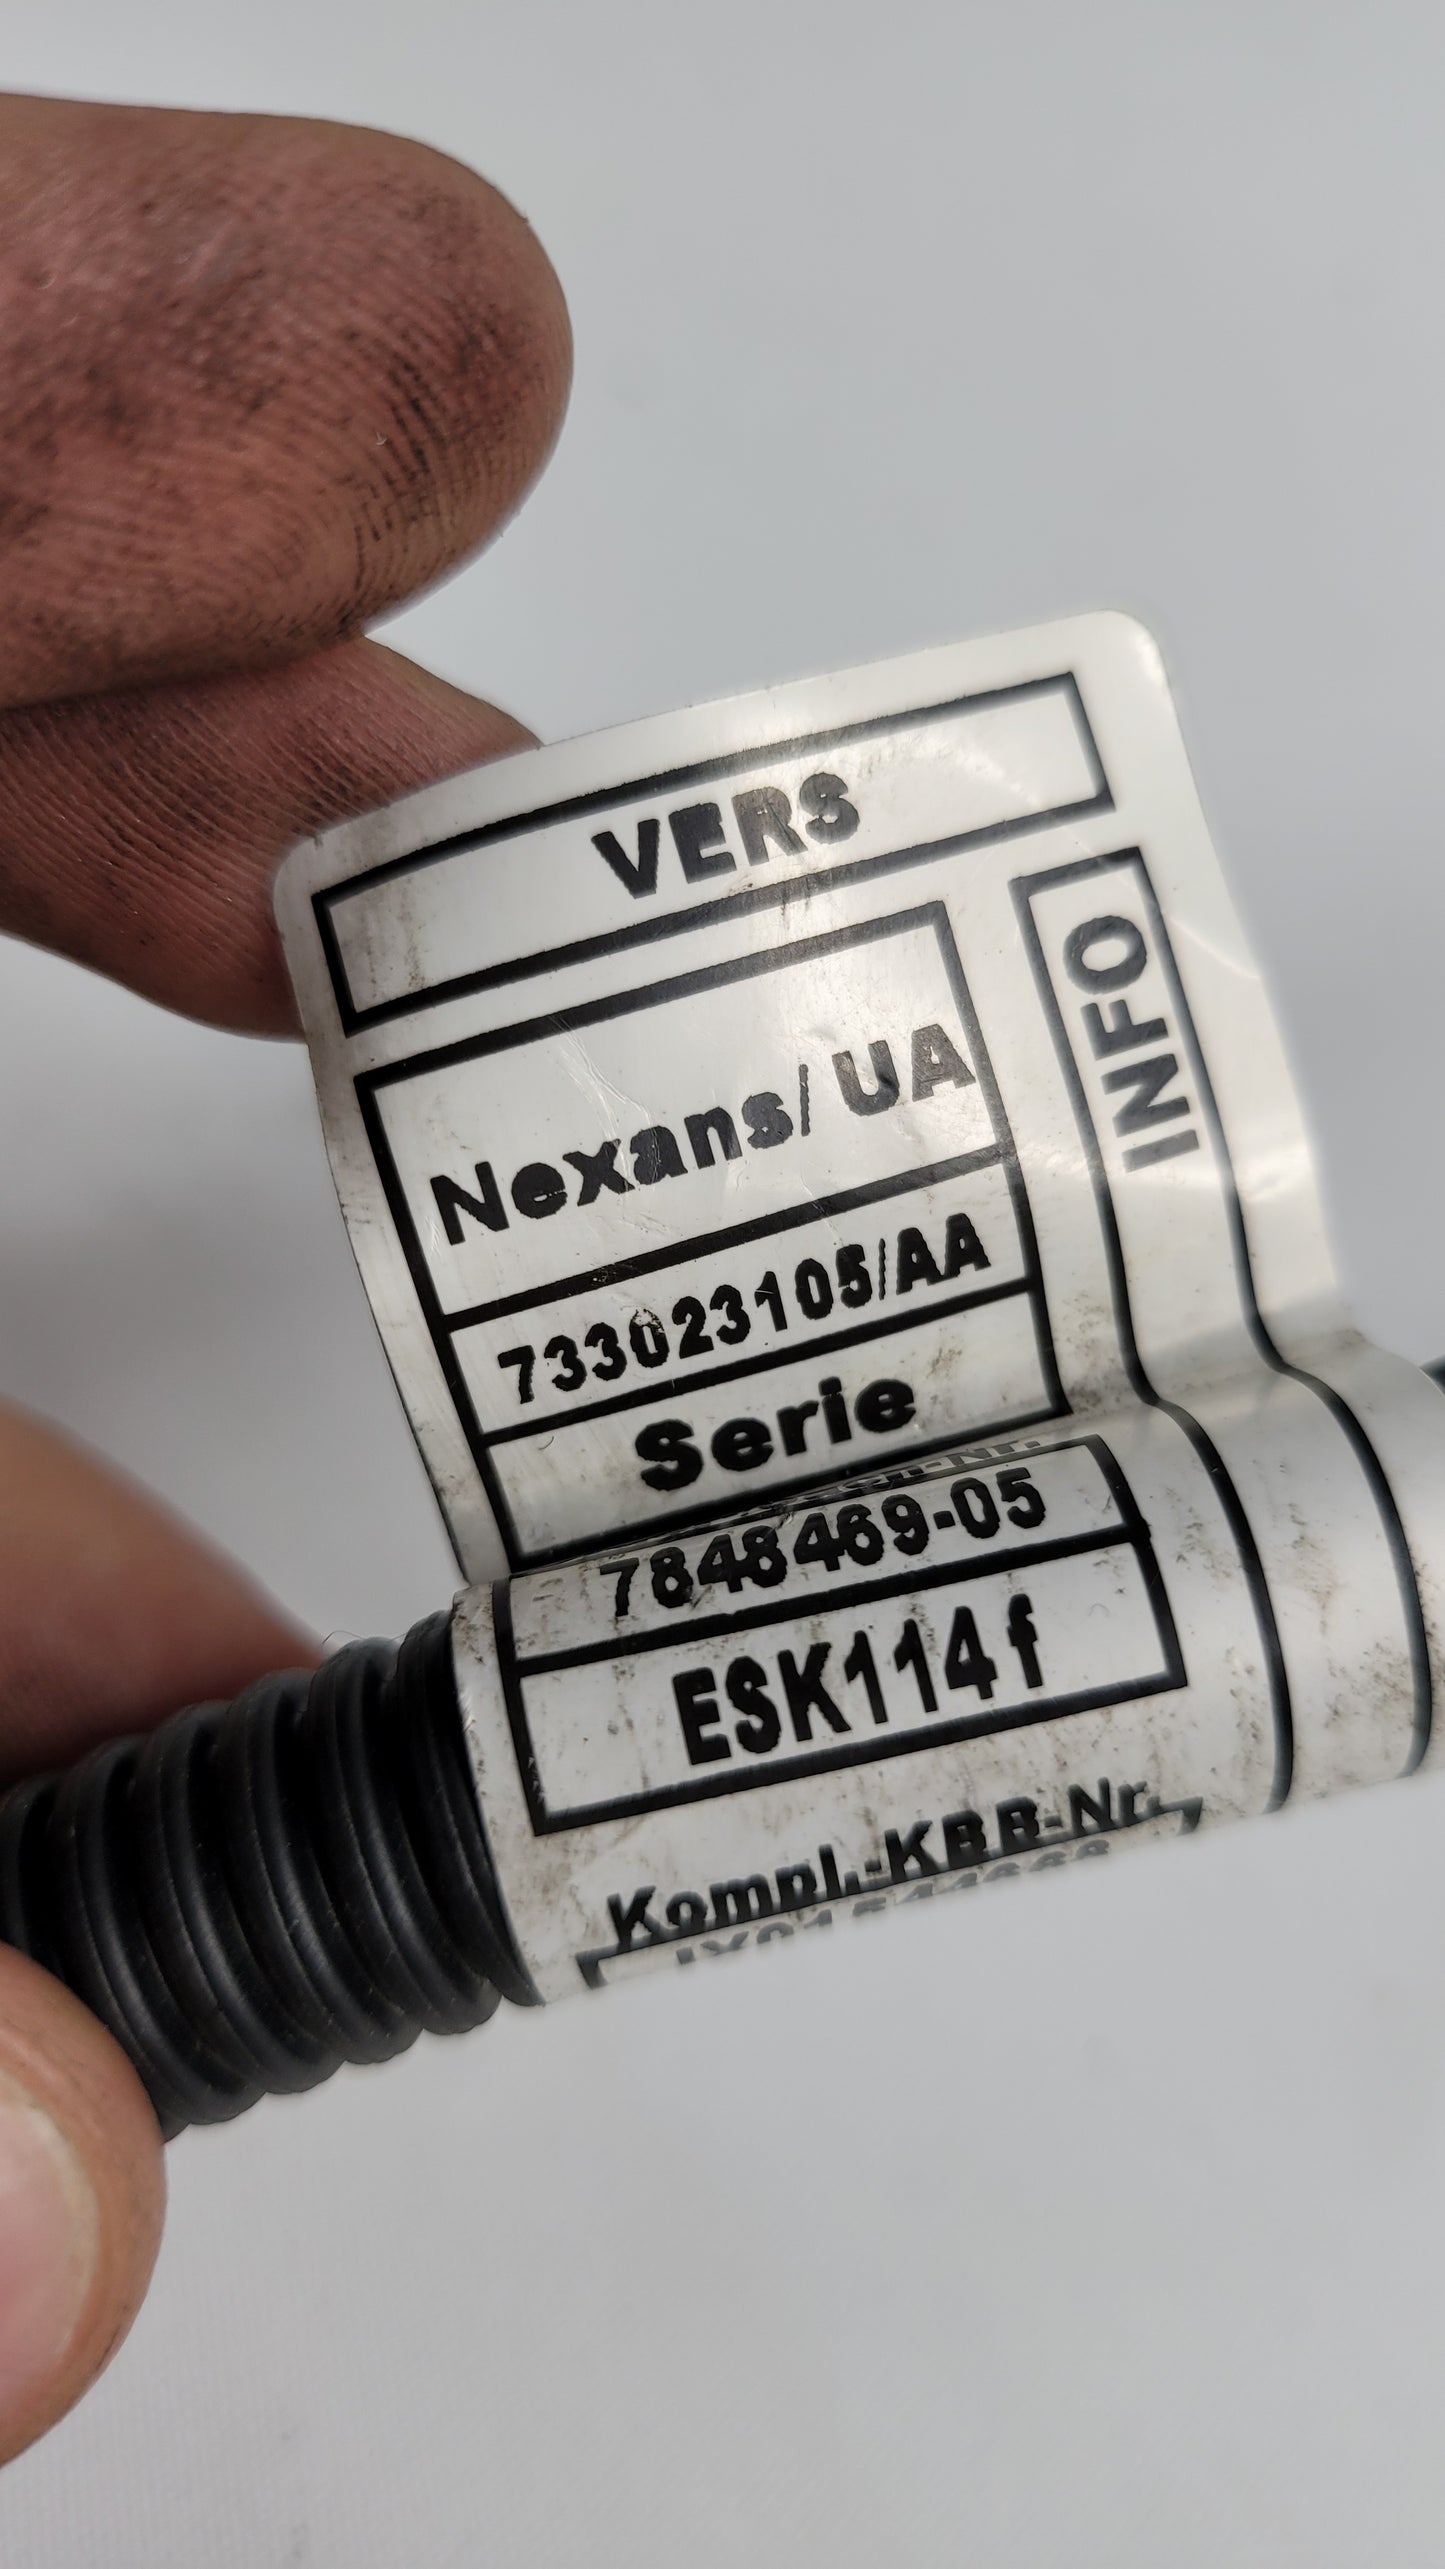 VERS
INFO
Nexans/ UA
733023105/AA
Serie
7848469-05
ESK114f
Kompl.-KBB-Nr.